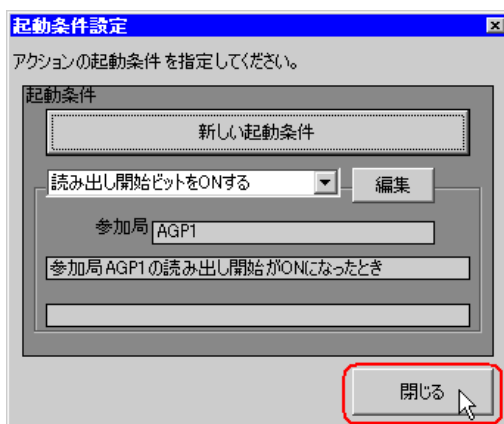 起動条件設定
アクションの起動条件を指定してください。
起動条件
新しい起動条件
読み出し開始ビットをONする
編集
参加局 AGP1
参加局AGP1の読み出し開始がONになったとき
閉じる